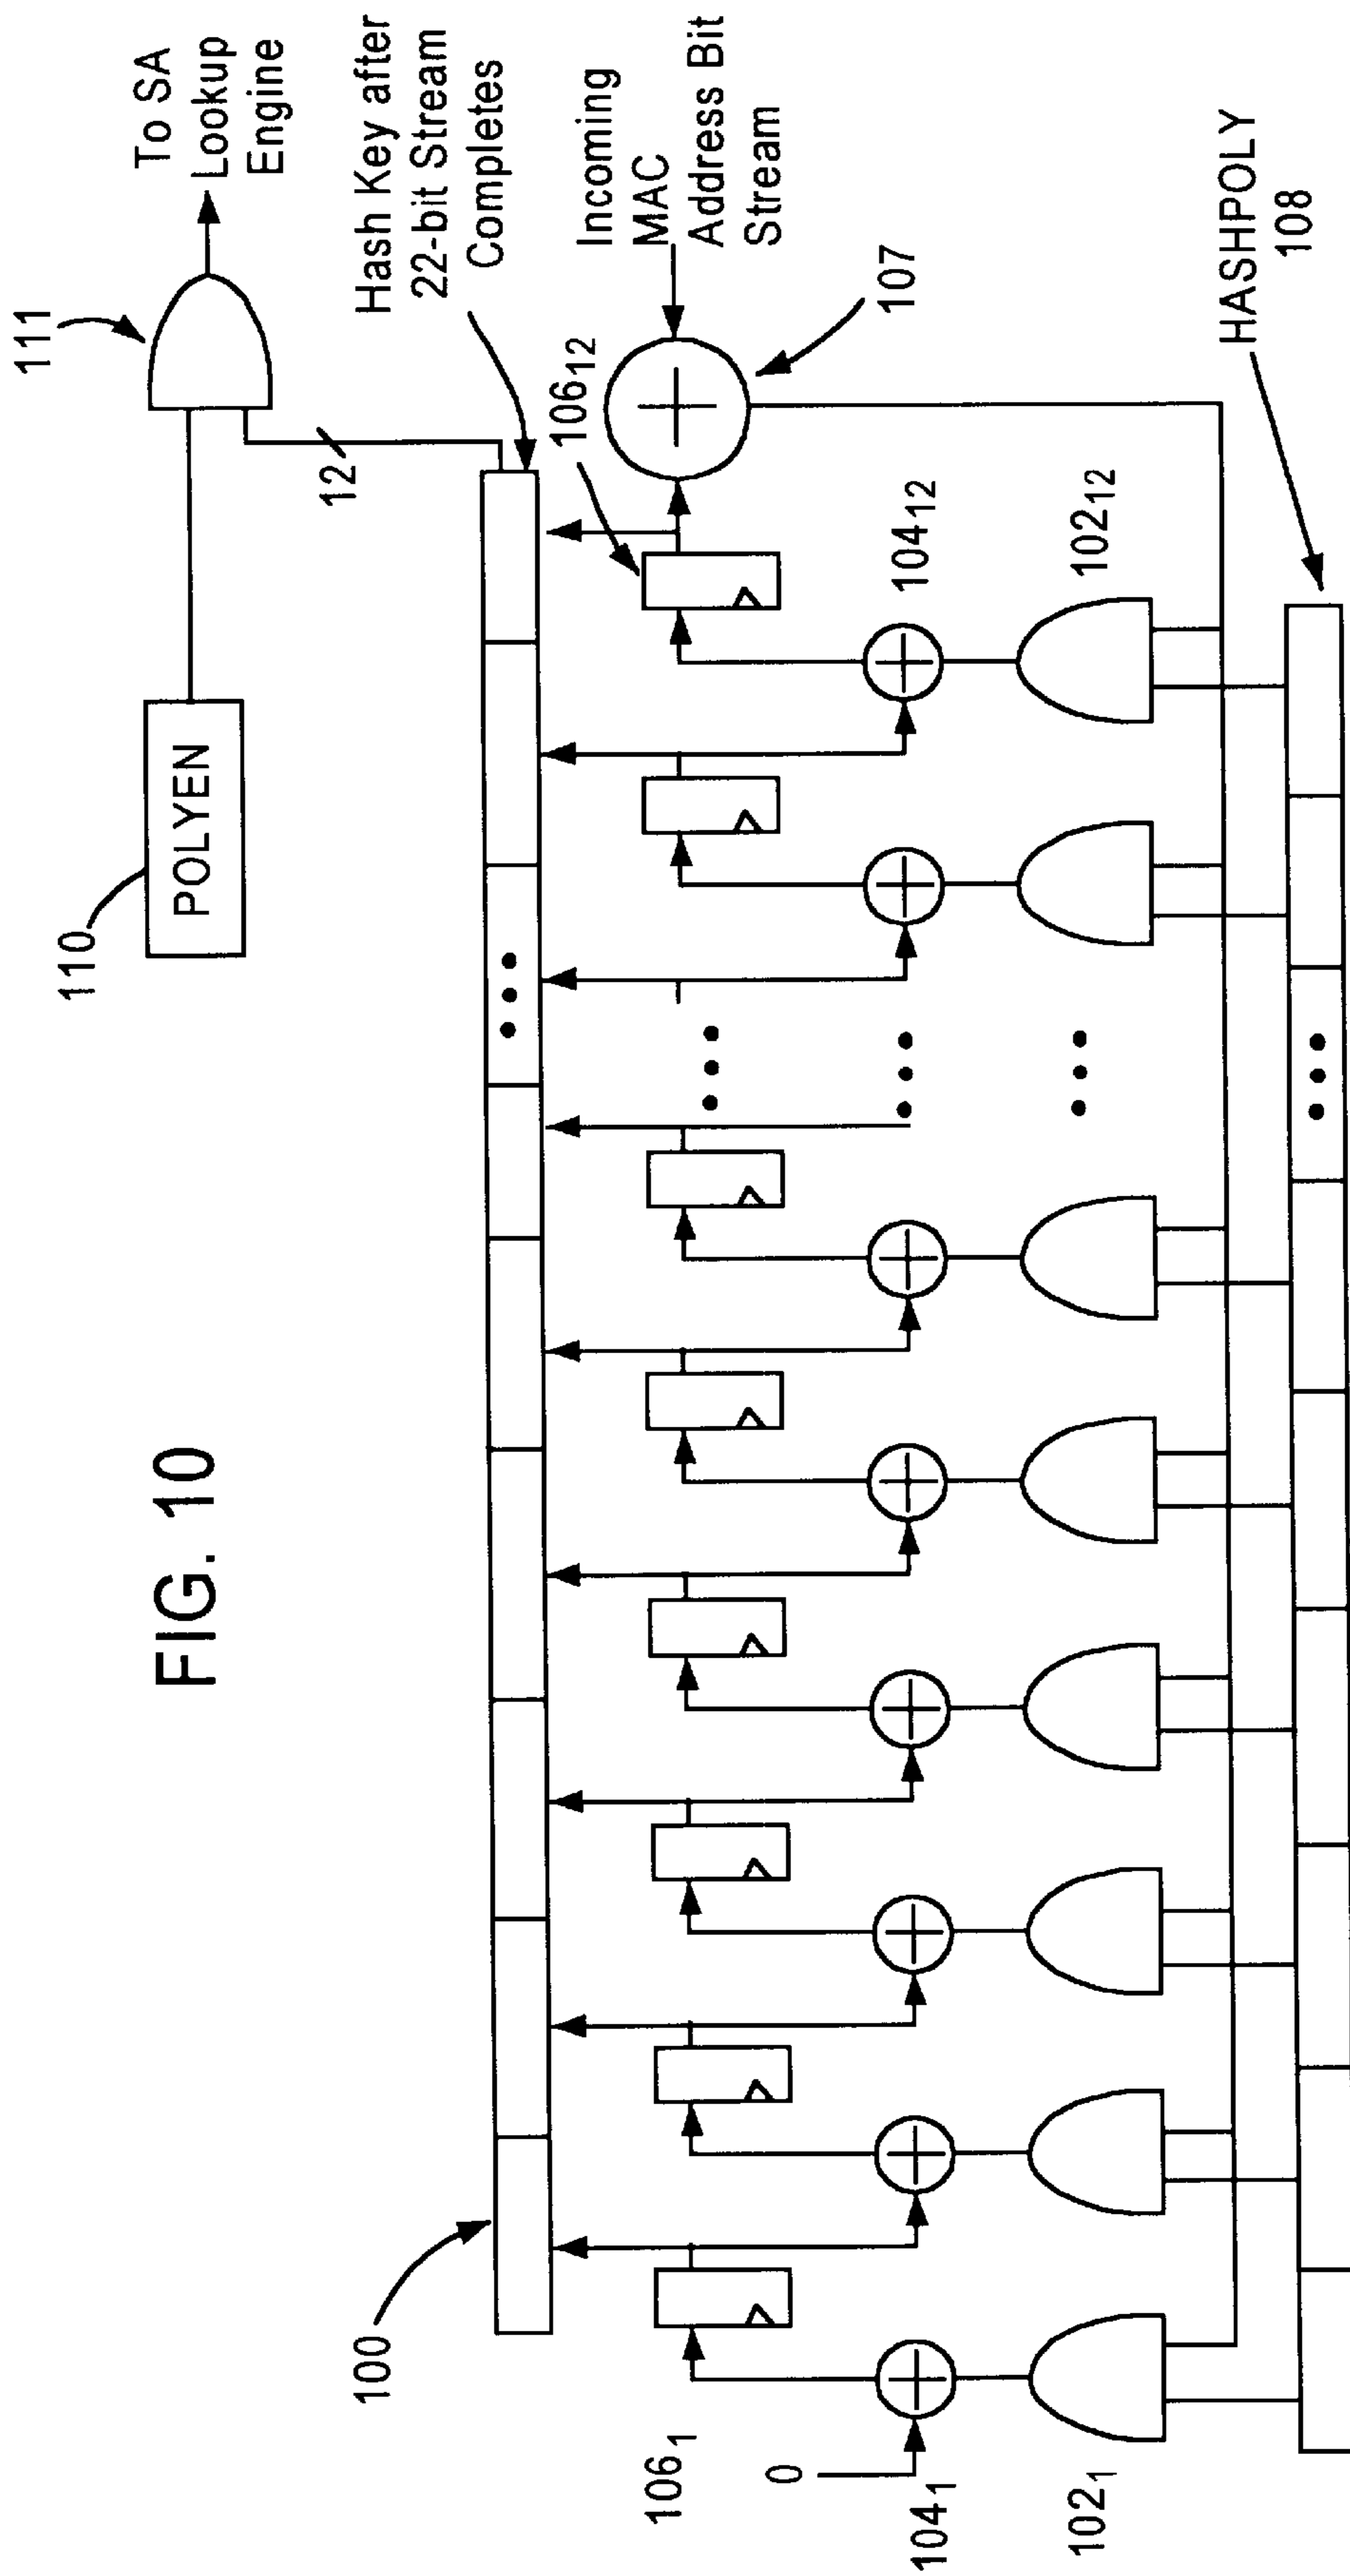 FIG. 10
110
POLYEN
111
To SA
Lookup
Engine
12
100
Hash Key after
22-bit Stream
Completes
106₁
106₁₂
Incoming
MAC
Address Bit
Stream
107
0
104₁
104₁₂
102₁
102₁₂
HASHPOLY
108